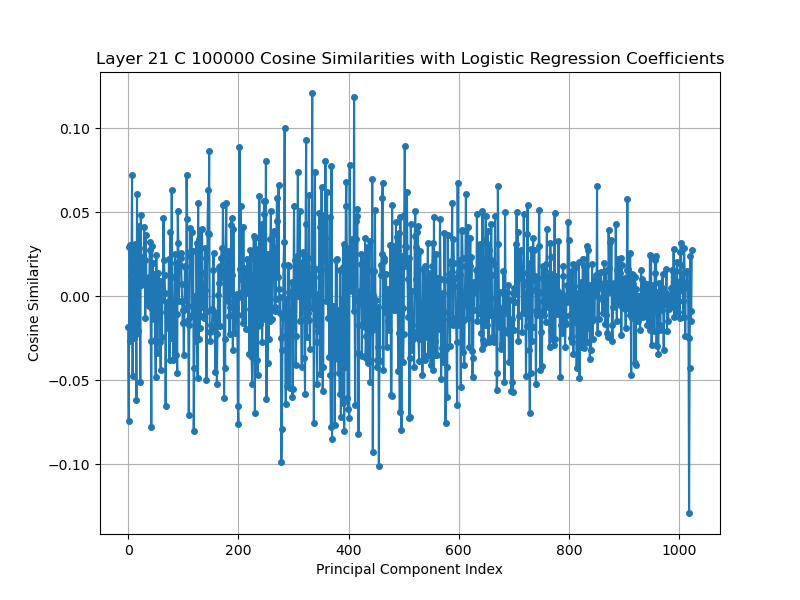 Layer 21 C 100000 Cosine Similarities with Logistic Regression Coefficients
0.10
0.05
0.00
−0.05
−0.10
Cosine Similarity
0 200 400 600 800 1000
Principal Component Index